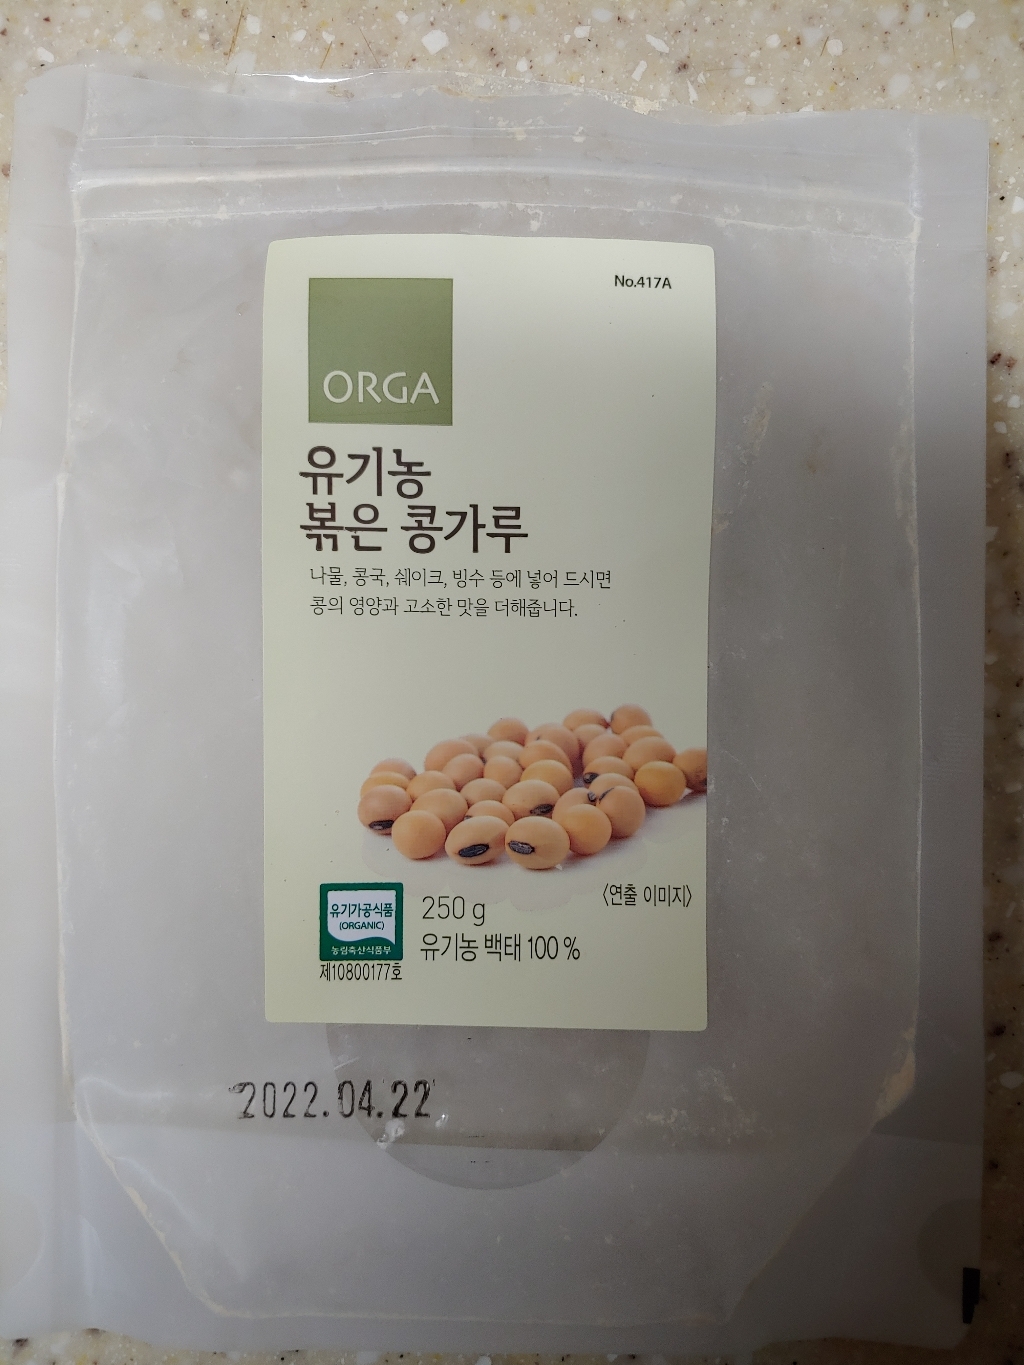 No.417A
ORGA
유기농
볶은 콩가루
나물, 콩국, 쉐이크, 빙수 등에 넣어 드시면
콩의 영양과 고소한 맛을 더해줍니다.
<연출 이미지>
유기가공식품
(ORGANIC)
농림축산식품부
제10800177호
250 g
유기농 백태 100 %
2022.04.22